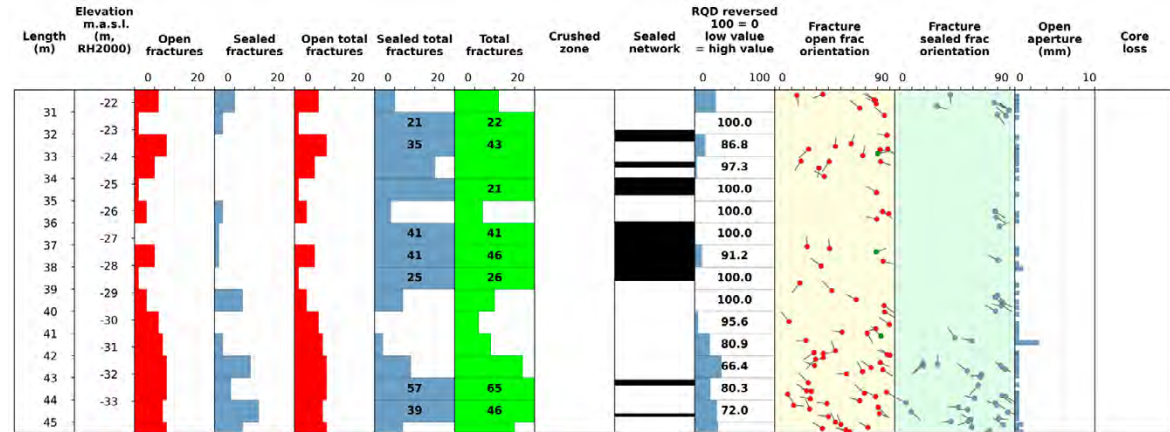 Length
(m)
Elevation
m.a.s.l.
(m,
RH2000)
Open
fractures
Sealed
fractures
Open total
fractures
Sealed total
fractures
Total
fractures
Crushed
zone
Sealed
network
RQD reversed
100 = 0
low value
= high value
Fracture
open frac
orientation
Fracture
sealed frac
orientation
Open
aperture
(mm)
Core
loss
0 20 0 20 0 20 0 20 0 20 0 100 0 90 0 90 0 10
-22
31 21 22 100.0
-23
32 35 43 86.8
33 -24 97.3
34
-25 21 100.0
35
-26 100.0
36
41 41 100.0
-27
37 41 46 91.2
38 -28 25 26 100.0
39 -29 100.0
40 -30 95.6
41 -31 80.9
42 66.4
-32
43 57 65 80.3
44 -33 39 46 72.0
45